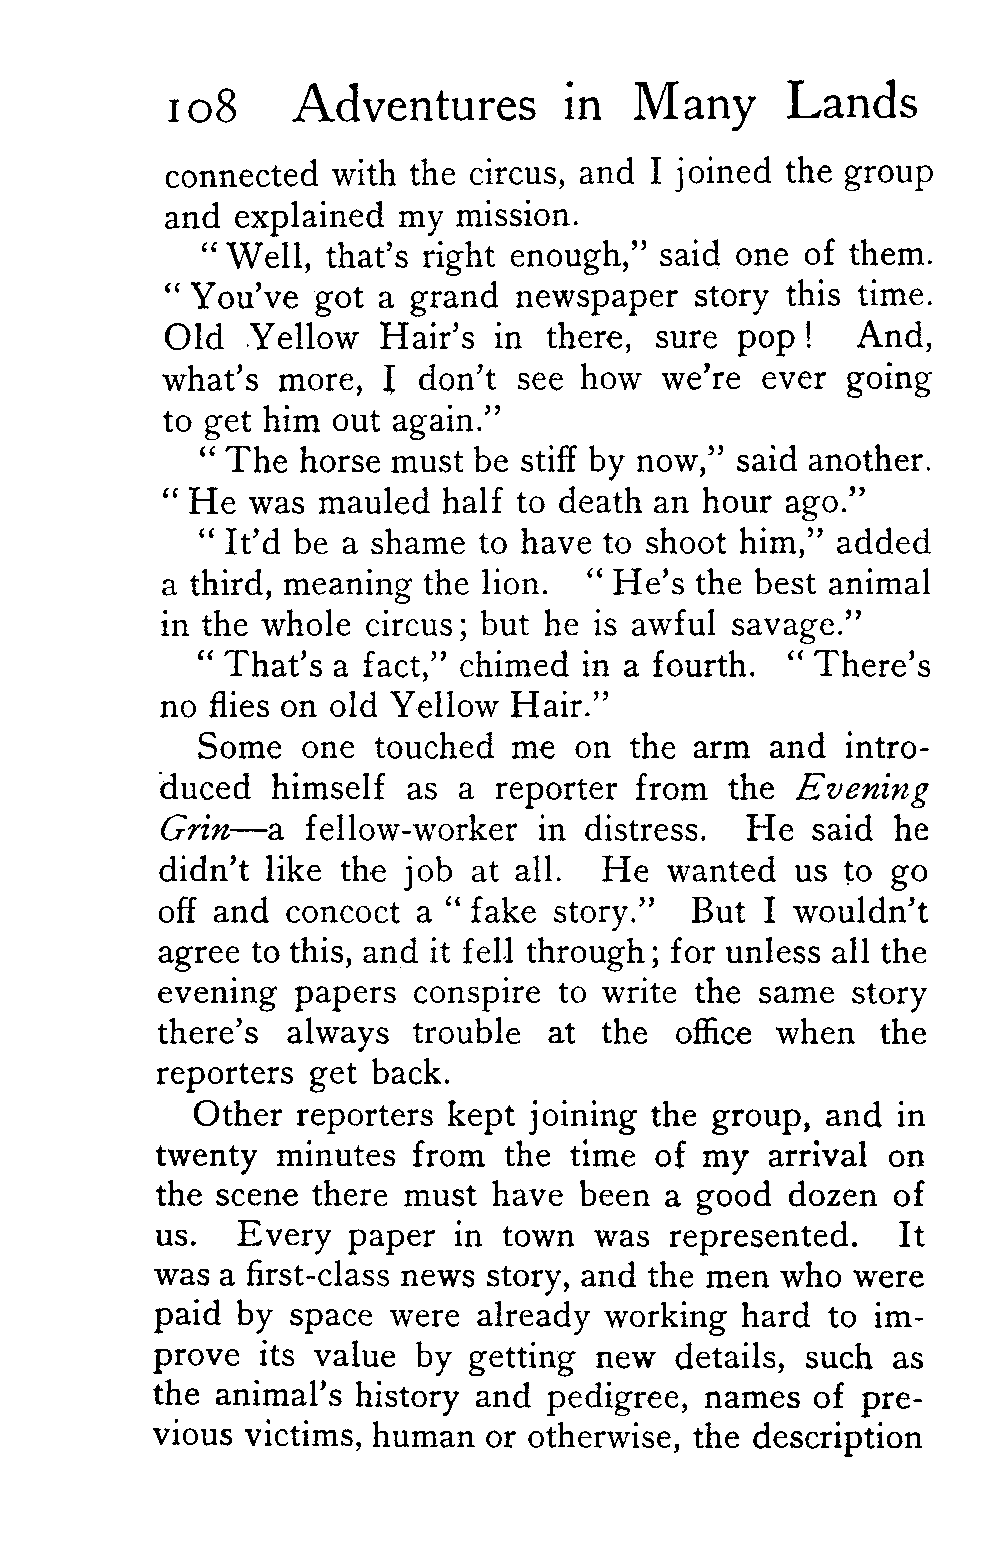 108 Adventures in Many Lands
connected with the circus, and I joined the group
and explained my mission.
"Well, that's right enough," said one of them.
"You've got a grand newspaper story this time.
Old Yellow Hair's in there, sure pop! And,
what's more, I don't see how we're ever going
to get him out again."
"The horse must be stiff by now," said another.
"He was mauled half to death an hour ago."
"It'd be a shame to have to shoot him," added
a third, meaning the lion. "He's the best animal
in the whole circus; but he is awful savage."
"That's a fact," chimed in a fourth. "There's
no flies on old Yellow Hair."
Some one touched me on the arm and intro-
duced himself as a reporter from the Evening
Grin—a fellow-worker in distress. He said he
didn't like the job at all. He wanted us to go
off and concoct a "fake story." But I wouldn't
agree to this, and it fell through; for unless all the
evening papers conspire to write the same story
there's always trouble at the office when the
reporters get back.
Other reporters kept joining the group, and in
twenty minutes from the time of my arrival on
the scene there must have been a good dozen of
us. Every paper in town was represented. It
was a first-class news story, and the men who were
paid by space were already working hard to im-
prove its value by getting new details, such as
the animal's history and pedigree, names of pre-
vious victims, human or otherwise, the description